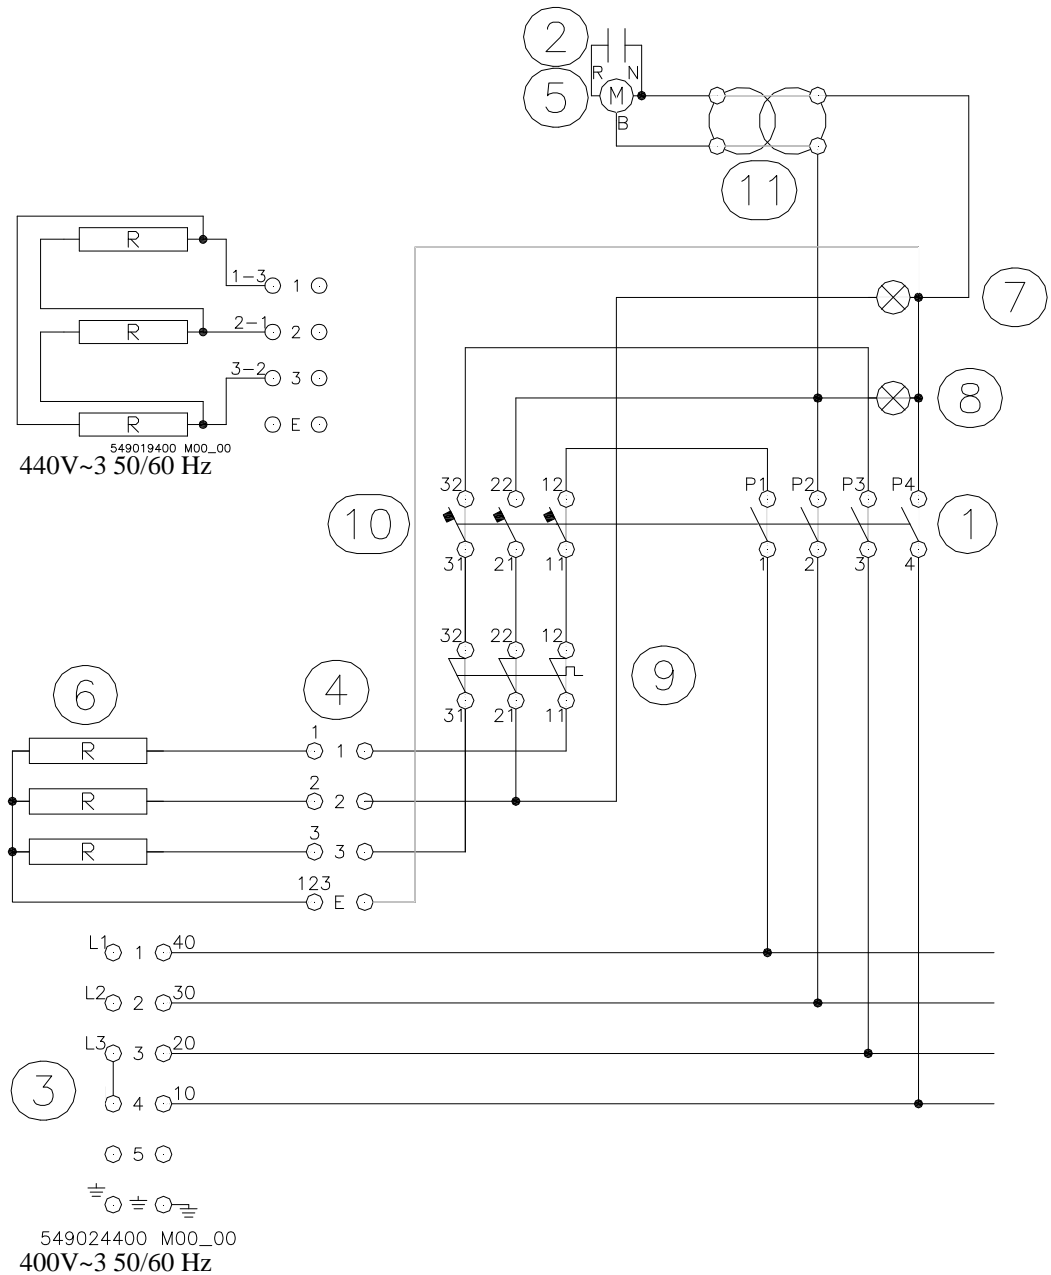 2
R N
5 M
B
11
R
1-3 1
7
2-1 2
R
3-2 3
8
R
E
549019400 M00_00
440V~3 50/60 Hz
32 22 12 P1 P2 P3 P4
10 1
31 21 11 1 2 3 4
32 22 12
9
6 4
31 21 11
1
R 1
2
R 2
3
R 3
123
E
L1 1 40
L2 2 30
L3 3 20
3
4 10
5
549024400 M00_00
400V~3 50/60 Hz